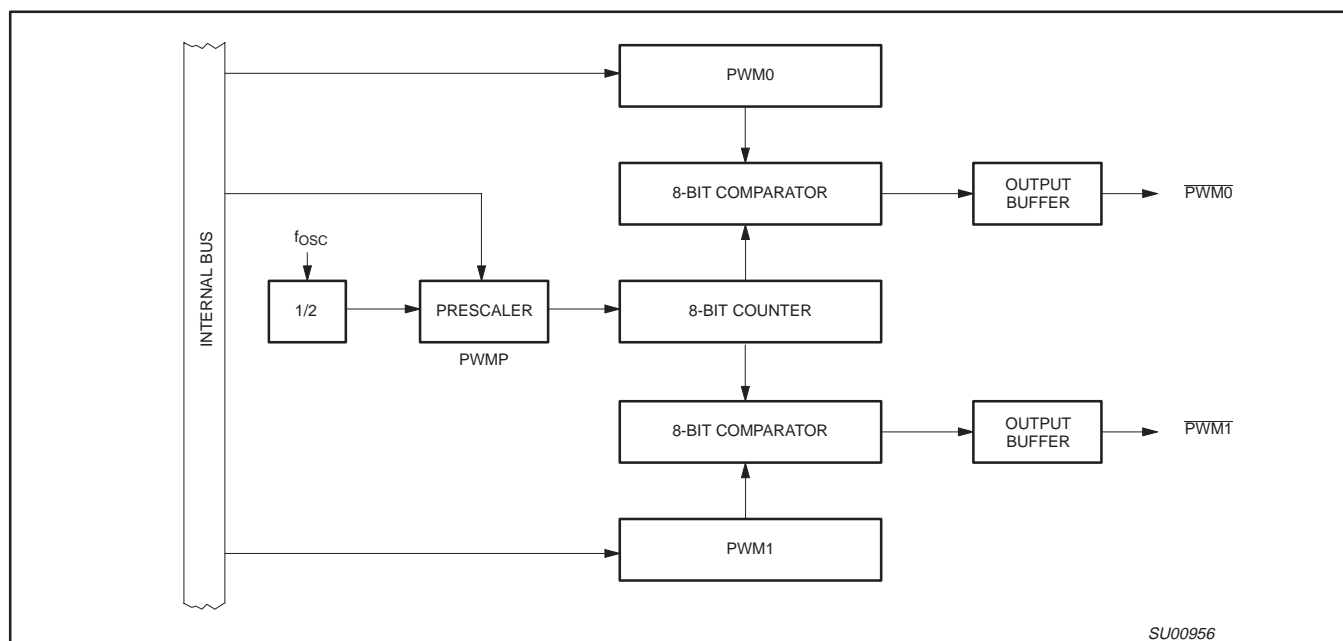 PWM0
8-BIT COMPARATOR
OUTPUT
BUFFER
PWM0
INTERNAL BUS
fOSC
1/2
PRESCALER
8-BIT COUNTER
PWMP
8-BIT COMPARATOR
OUTPUT
BUFFER
PWM1
PWM1
SU00956